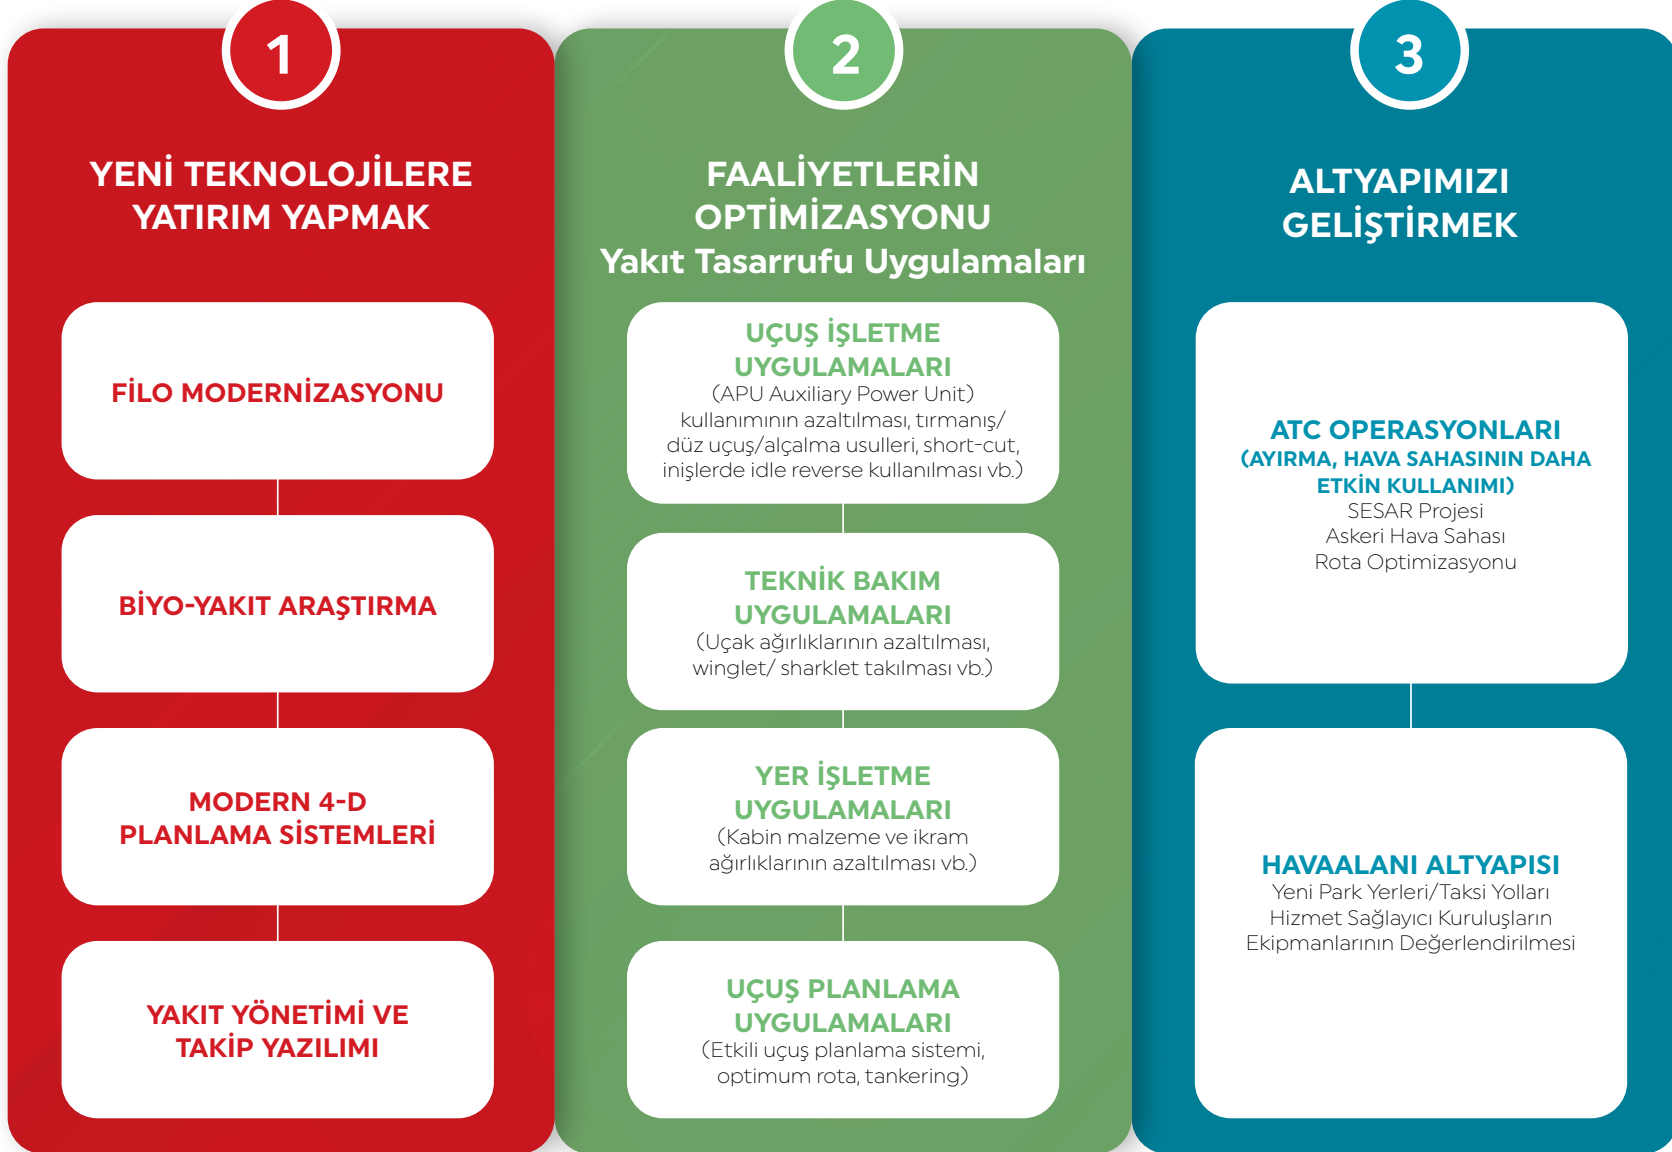 1
YENİ TEKNOLOJİLERE
YATIRIM YAPMAK
FİLO MODERNİZASYONU
BİYO-YAKIT ARAŞTIRMA
MODERN 4-D
PLANLAMA SİSTEMLERİ
YAKIT YÖNETİMİ VE
TAKİP YAZILIMI
2
FAALİYETLERİN
OPTİMİZASYONU
Yakıt Tasarrufu Uygulamaları
UÇUŞ İŞLETME
UYGULAMALARI
(APU Auxiliary Power Unit)
kullanımının azaltılması, tırmanış/
düz uçuş/alçalma usulleri, short-cut,
inişlerde idle reverse kullanılması vb.)
TEKNİK BAKIM
UYGULAMALARI
(Uçak ağırlıklarının azaltılması,
winglet/ sharklet takılması vb.)
YER İŞLETME
UYGULAMALARI
(Kabin malzeme ve ikram
ağırlıklarının azaltılması vb.)
UÇUŞ PLANLAMA
UYGULAMALARI
(Etkili uçuş planlama sistemi,
optimum rota, tankering)
3
ALTYAPIMIZI
GELİŞTİRMEK
ATC OPERASYONLARI
(AYIRMA, HAVA SAHASININ DAHA
ETKİN KULLANIMI)
SESAR Projesi
Askeri Hava Sahası
Rota Optimizasyonu
HAVAALANI ALTYAPISI
Yeni Park Yerleri/Taksi Yolları
Hizmet Sağlayıcı Kuruluşların
Ekipmanlarının Değerlendirilmesi